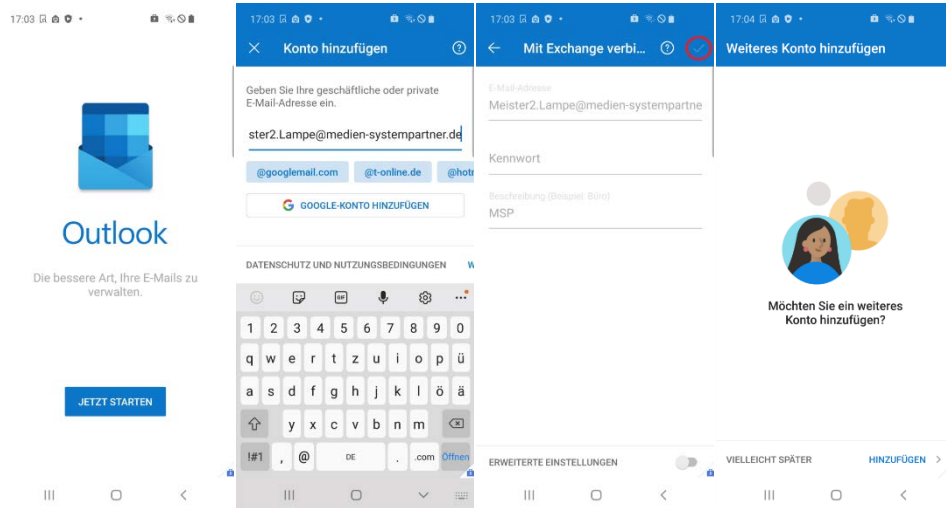 17:03
Outlook
Die bessere Art, Ihre E-Mails zu
verwalten.
JETZT STARTEN
17:03
Konto hinzufügen
Geben Sie Ihre geschäftliche oder private
E-Mail-Adresse ein.
ster2.Lampe@medien-systempartner.de
@googlemail.com @t-online.de @hotr
G GOOGLE-KONTO HINZUFÜGEN
DATENSCHUTZ UND NUTZUNGSBEDINGUNGEN W
GIF
1 2 3 4 5 6 7 8 9 0
q w e r t z u i o p ü
a s d f g h j k l ö ä
y x c v b n m
!#1 , @ DE . .com Öffnen
17:03
Mit Exchange verbi...
E-Mail-Adresse
Meister2.Lampe@medien-systempartne
Kennwort
Beschreibung (Beispiel: Büro)
MSP
ERWEITERTE EINSTELLUNGEN
17:04
Weiteres Konto hinzufügen
Möchten Sie ein weiteres
Konto hinzufügen?
VIELLEICHT SPÄTER HINZUFÜGEN